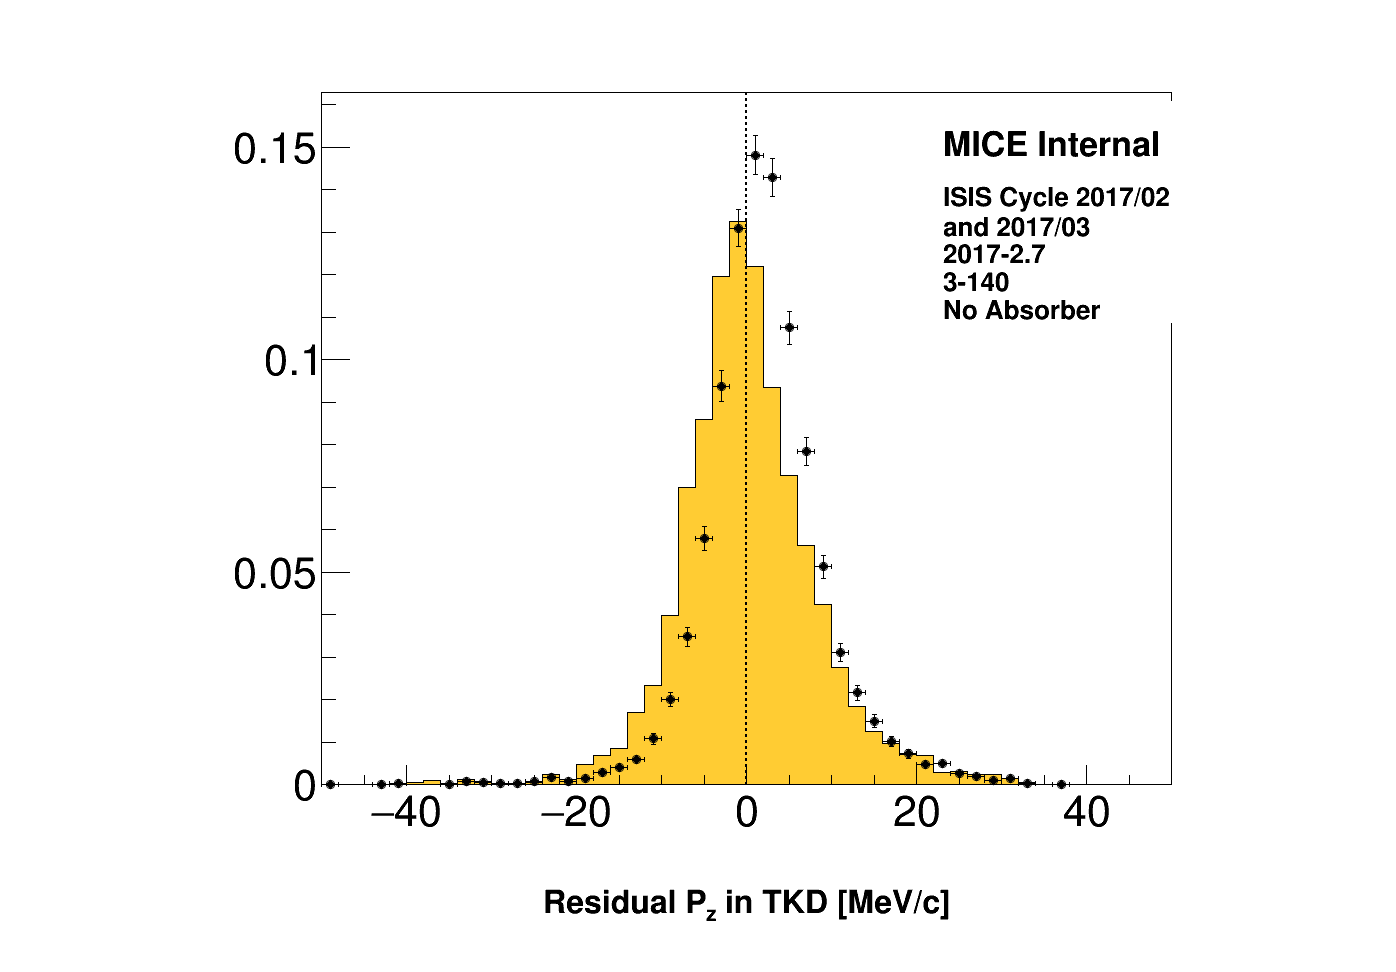 0.15
0.1
0.05
0
−40
−20
0
20
40
MICE Internal
ISIS Cycle 2017/02
and 2017/03
2017-2.7
3-140
No Absorber
Residual Pz in TKD [MeV/c]